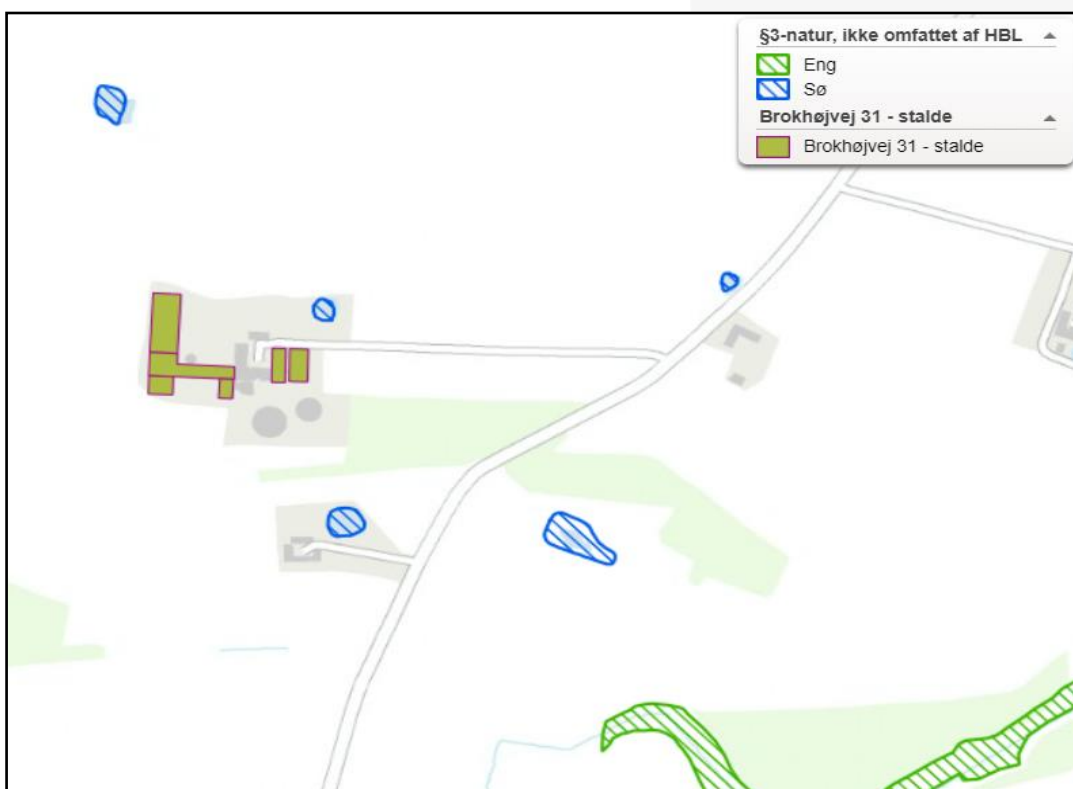 §3-natur, ikke omfattet af HBL
Eng
Sø
Brokhøjvej 31 - stalde
Brokhøjvej 31 - stalde